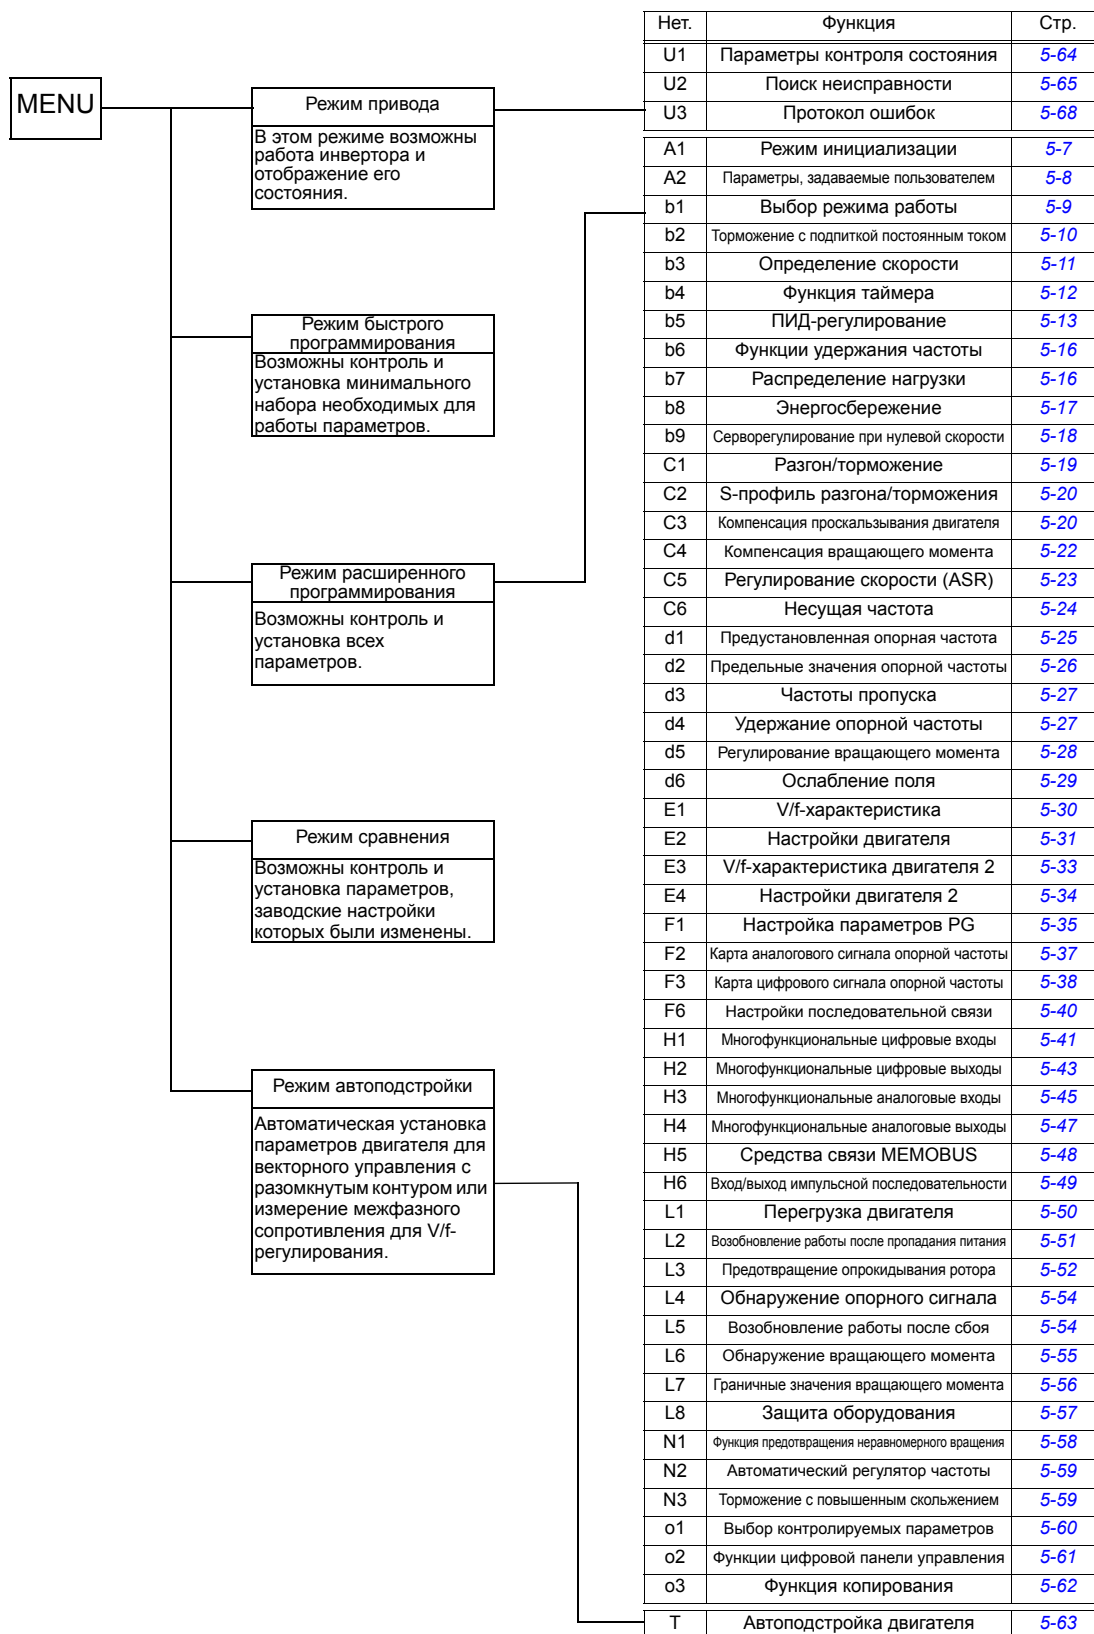 MENU
Режим привода
В этом режиме возможны
работа инвертора и
отображение его
состояния.
Режим быстрого
программирования
Возможны контроль и
установка минимального
набора необходимых для
работы параметров.
Режим расширенного
программирования
Возможны контроль и
установка всех
параметров.
Режим сравнения
Возможны контроль и
установка параметров,
заводские настройки
которых были изменены.
Режим автоподстройки
Автоматическая установка
параметров двигателя для
векторного управления с
разомкнутым контуром или
измерение межфазного
сопротивления для V/f-
регулирования.
Нет. Функция Стр.
U1 Параметры контроля состояния 5-64
U2 Поиск неисправности 5-65
U3 Протокол ошибок 5-68
A1 Режим инициализации 5-7
A2 Параметры, задаваемые пользователем 5-8
b1 Выбор режима работы 5-9
b2 Торможение с подпиткой постоянным током 5-10
b3 Определение скорости 5-11
b4 Функция таймера 5-12
b5 ПИД-регулирование 5-13
b6 Функции удержания частоты 5-16
b7 Распределение нагрузки 5-16
b8 Энергосбережение 5-17
b9 Серворегулирование при нулевой скорости 5-18
C1 Разгон/торможение 5-19
C2 S-профиль разгона/торможения 5-20
C3 Компенсация проскальзывания двигателя 5-20
C4 Компенсация вращающего момента 5-22
C5 Регулирование скорости (ASR) 5-23
C6 Несущая частота 5-24
d1 Предустановленная опорная частота 5-25
d2 Предельные значения опорной частоты 5-26
d3 Частоты пропуска 5-27
d4 Удержание опорной частоты 5-27
d5 Регулирование вращающего момента 5-28
d6 Ослабление поля 5-29
E1 V/f-характеристика 5-30
E2 Настройки двигателя 5-31
E3 V/f-характеристика двигателя 2 5-33
E4 Настройки двигателя 2 5-34
F1 Настройка параметров PG 5-35
F2 Карта аналогового сигнала опорной частоты 5-37
F3 Карта цифрового сигнала опорной частоты 5-38
F6 Настройки последовательной связи 5-40
H1 Многофункциональные цифровые входы 5-41
H2 Многофункциональные цифровые выходы 5-43
H3 Многофункциональные аналоговые входы 5-45
H4 Многофункциональные аналоговые выходы 5-47
H5 Средства связи MEMOBUS 5-48
H6 Вход/выход импульсной последовательности 5-49
L1 Перегрузка двигателя 5-50
L2 Возобновление работы после пропадания питания 5-51
L3 Предотвращение опрокидывания ротора 5-52
L4 Обнаружение опорного сигнала 5-54
L5 Возобновление работы после сбоя 5-54
L6 Обнаружение вращающего момента 5-55
L7 Граничные значения вращающего момента 5-56
L8 Защита оборудования 5-57
N1 Функция предотвращения неравномерного вращения 5-58
N2 Автоматический регулятор частоты 5-59
N3 Торможение с повышенным скольжением 5-59
o1 Выбор контролируемых параметров 5-60
o2 Функции цифровой панели управления 5-61
o3 Функция копирования 5-62
T Автоподстройка двигателя 5-63